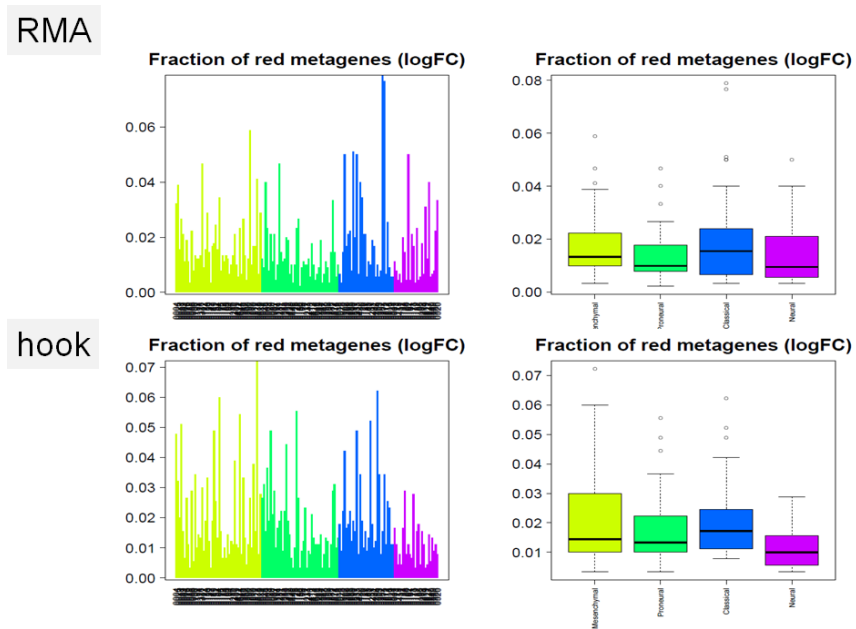 RMA
Fraction of red metagenes (logFC)
0.06
0.04
0.02
0.00
Fraction of red metagenes (logFC)
0.08
0.06
0.04
0.02
0.00
enchymal
Proneural
Classical
Neural
hook
Fraction of red metagenes (logFC)
0.07
0.06
0.05
0.04
0.03
0.02
0.01
0.00
Fraction of red metagenes (logFC)
0.07
0.06
0.05
0.04
0.03
0.02
0.01
Mesenchymal
Proneural
Classical
Neural